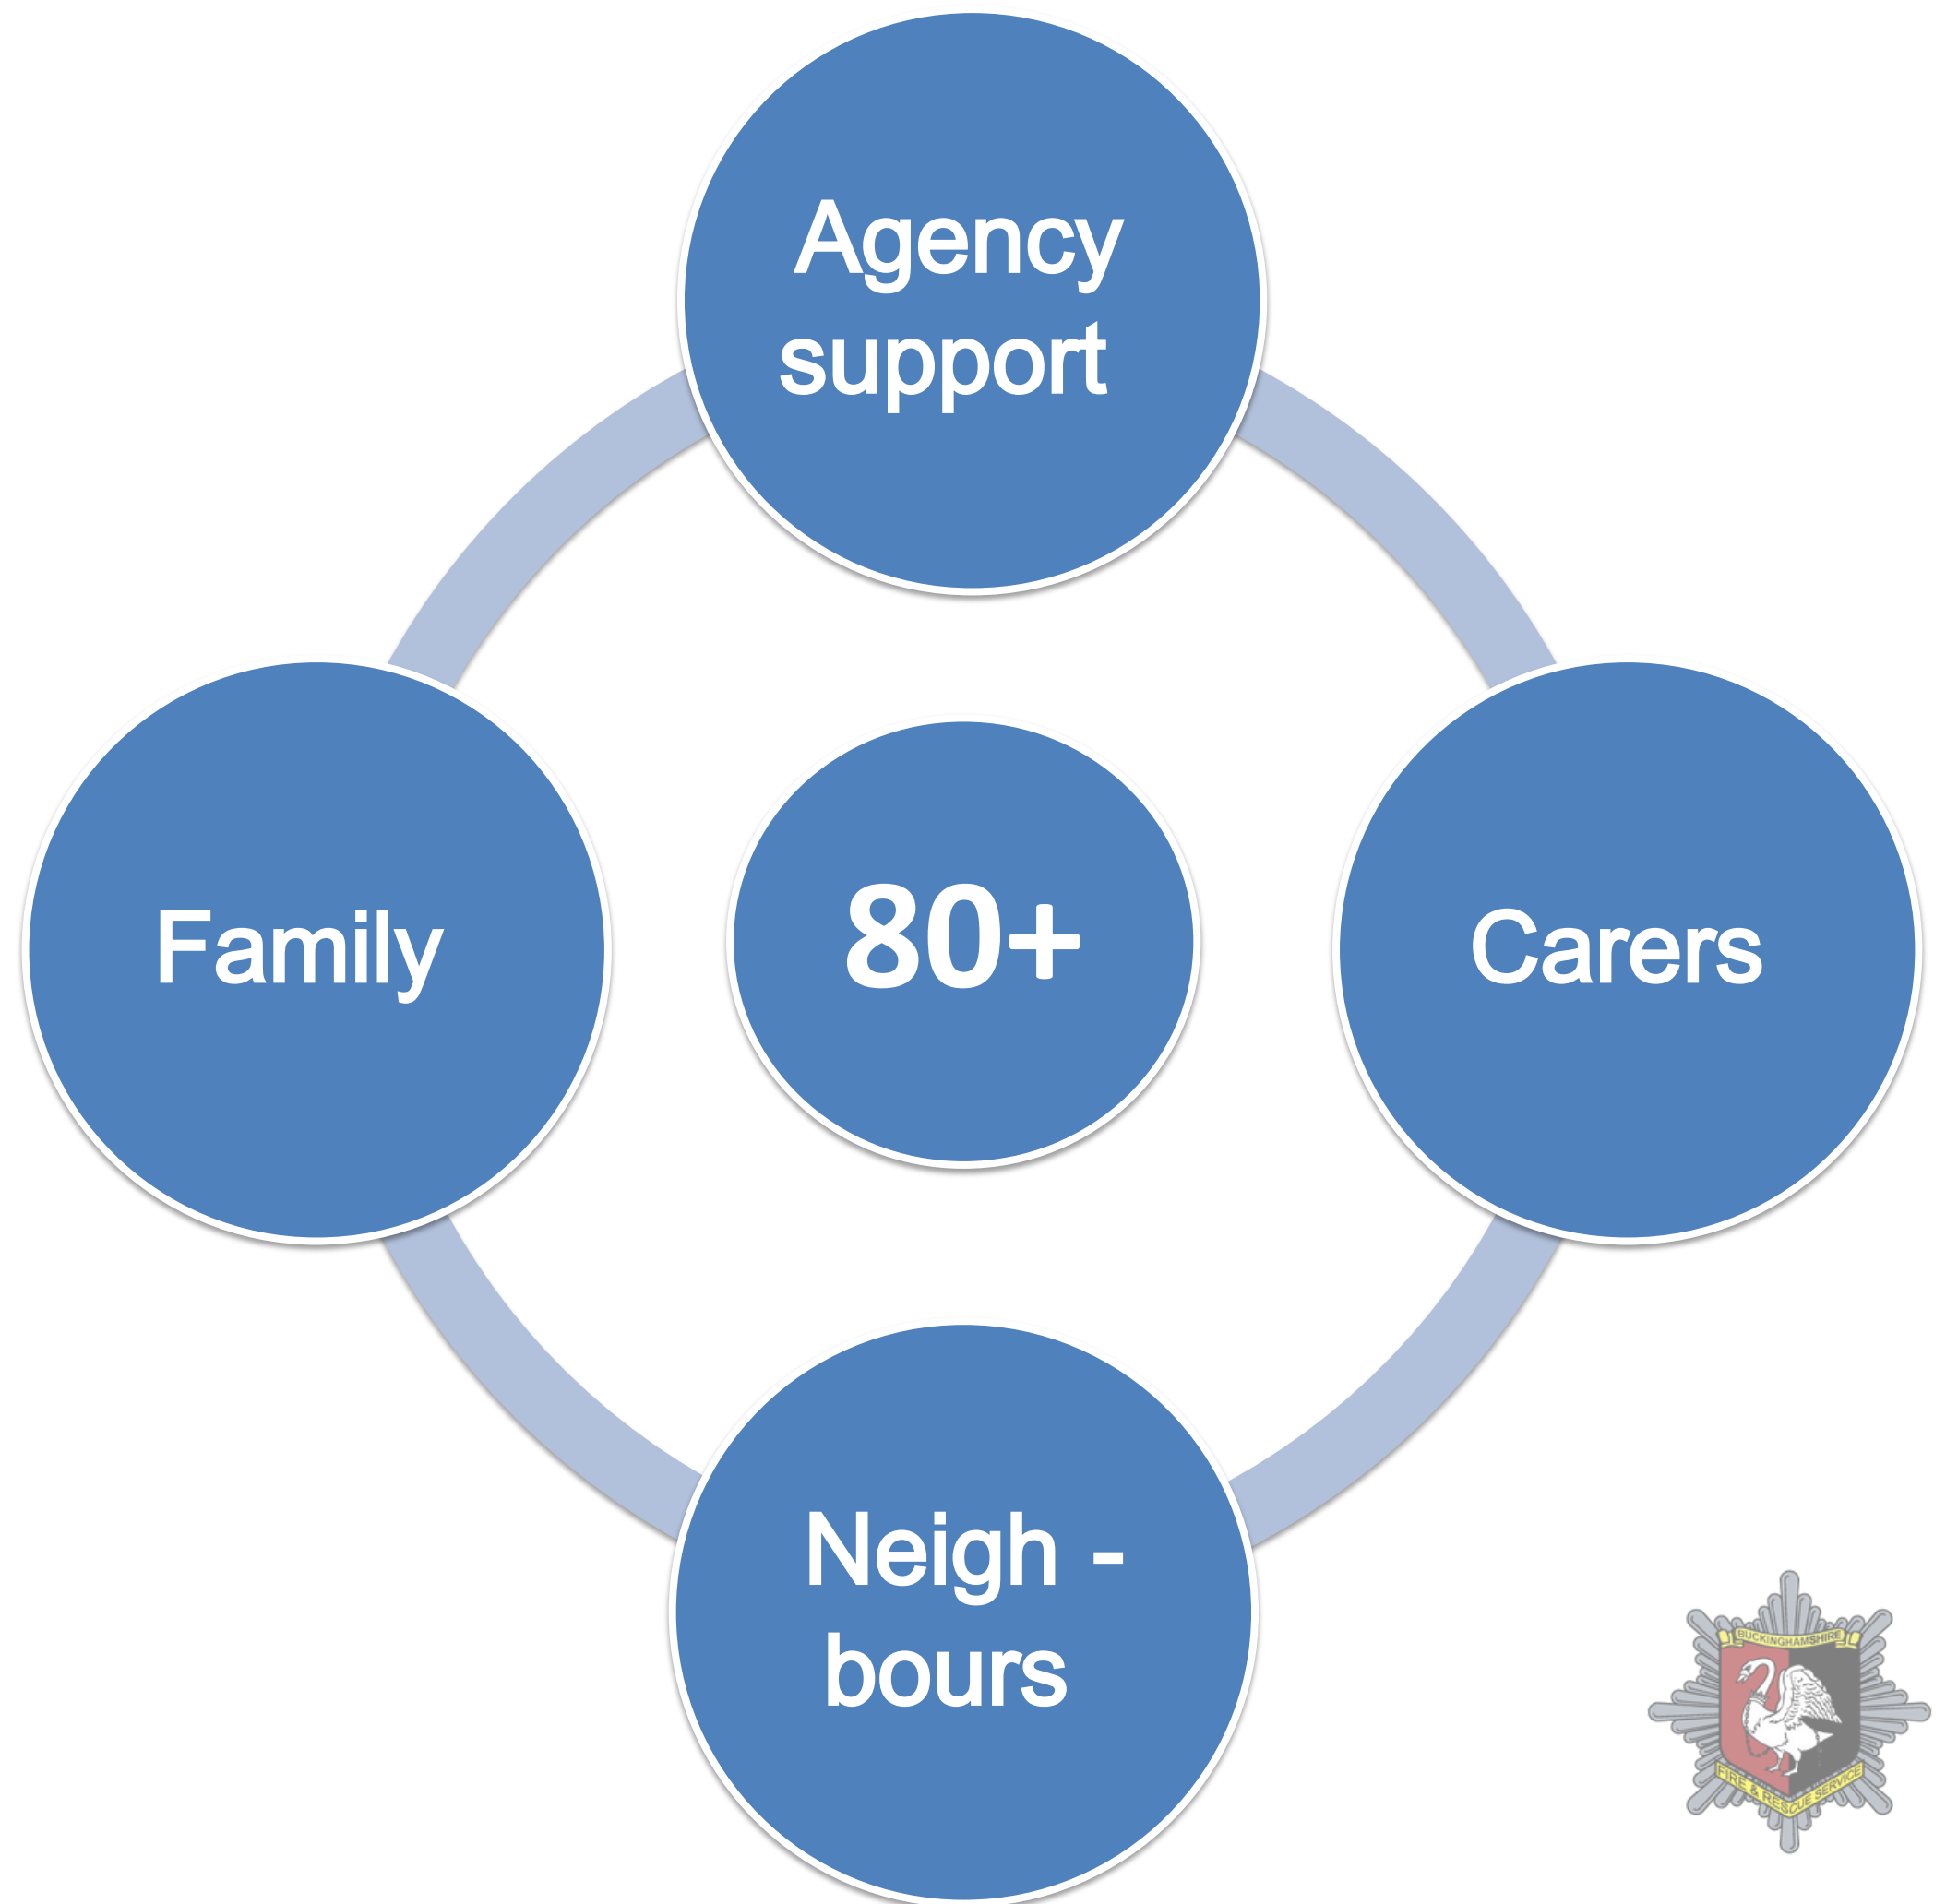 Agency
support
Family
80+
Carers
Neigh -
bours
BUCKINGHAMSHIRE
FIRE & RESCUE SERVICE